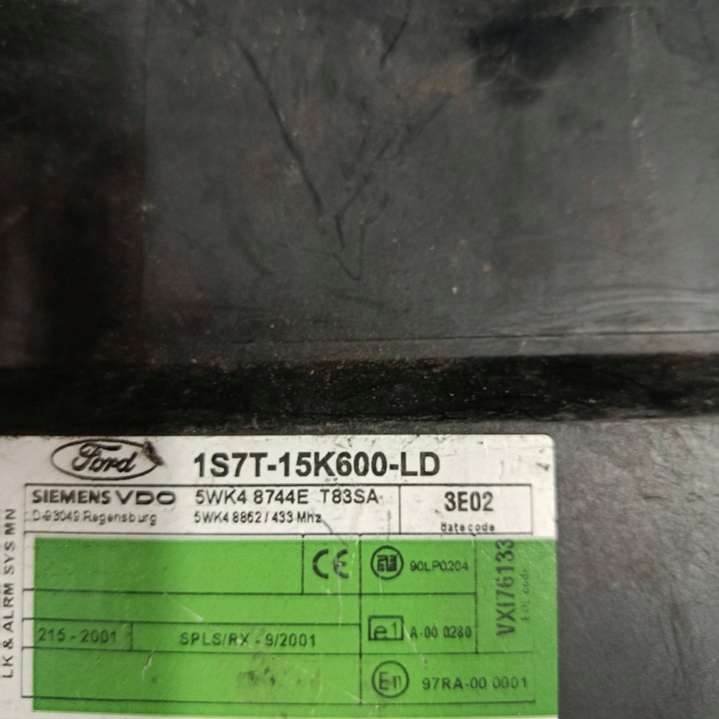 Ford 1S7T-15K600-LD
SIEMENS VDO 5WK4 8744E T83SA 3E02
D-93049 Regensburg 5WK4 8862 / 433 Mhz date code
CE 90LP0204
215 - 2001 SPLS/RX - 9/2001 e1 A-00 0280
97RA-00 0001
VXI76133
LK & ALRM SYS MN